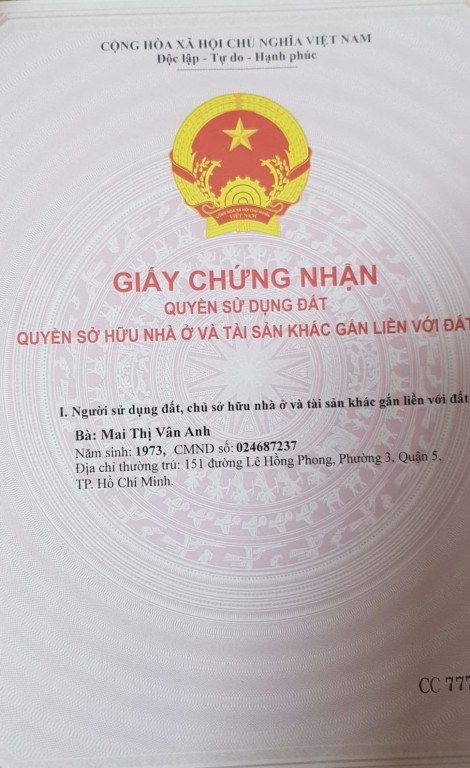 CỘNG HÒA XÃ HỘI CHỦ NGHĨA VIỆT NAM
Độc lập - Tự do - Hạnh phúc
VIỆT NAM
GIẤY CHỨNG NHẬN
QUYỀN SỬ DỤNG ĐẤT
QUYỀN SỞ HỮU NHÀ Ở VÀ TÀI SẢN KHÁC GẮN LIỀN VỚI ĐẤT
I. Người sử dụng đất, chủ sở hữu nhà ở và tài sản khác gắn liền với đất
Bà: Mai Thị Vân Anh
Năm sinh: 1973, CMND số: 024687237
Địa chỉ thường trú: 151 đường Lê Hồng Phong, Phường 3, Quận 5,
TP. Hồ Chí Minh.
CC 777